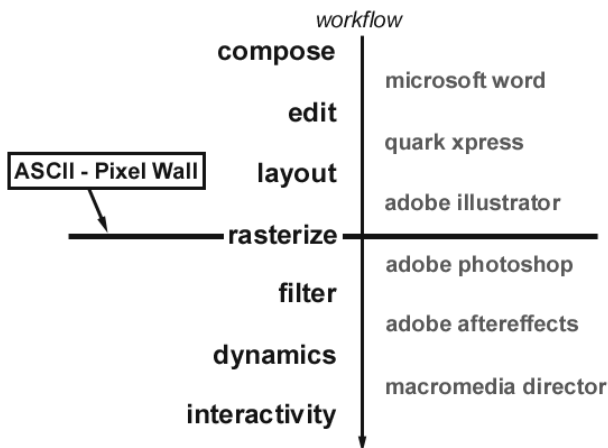 workflow
compose
microsoft word
edit
quark xpress
ASCII - Pixel Wall
layout
adobe illustrator
rasterize
adobe photoshop
filter
adobe aftereffects
dynamics
macromedia director
interactivity